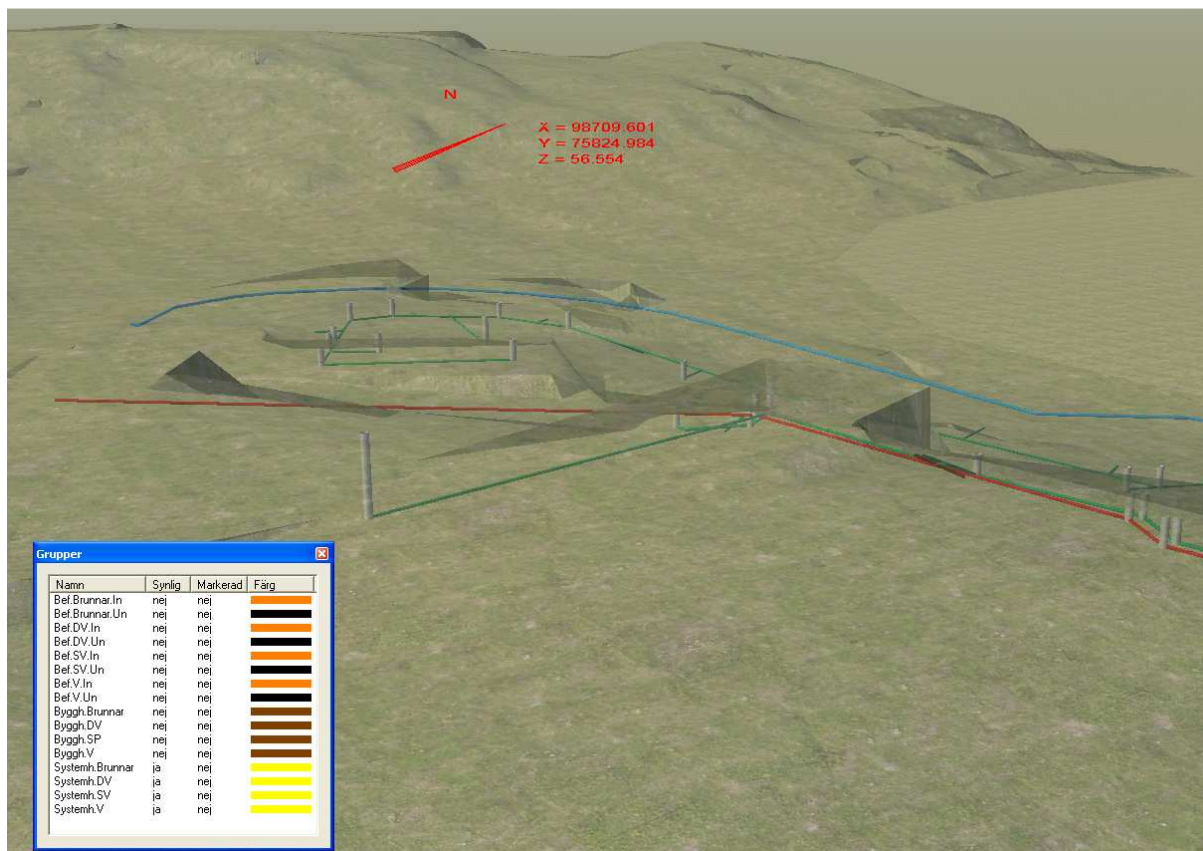 N
X = 98709.601
Y = 75824.984
Z = 56.554
Grupper
Namn Synlig Markerad Färg
Bef.Brunnar.In nej nej
Bef.Brunnar.Un nej nej
Bef.DV.In nej nej
Bef.DV.Un nej nej
Bef.SV.In nej nej
Bef.SV.Un nej nej
Bef.V.In nej nej
Bef.V.Un nej nej
Byggh.Brunnar nej nej
Byggh.DV nej nej
Byggh.SP nej nej
Byggh.V nej nej
Systemh.Brunnar ja nej
Systemh.DV ja nej
Systemh.SV ja nej
Systemh.V ja nej